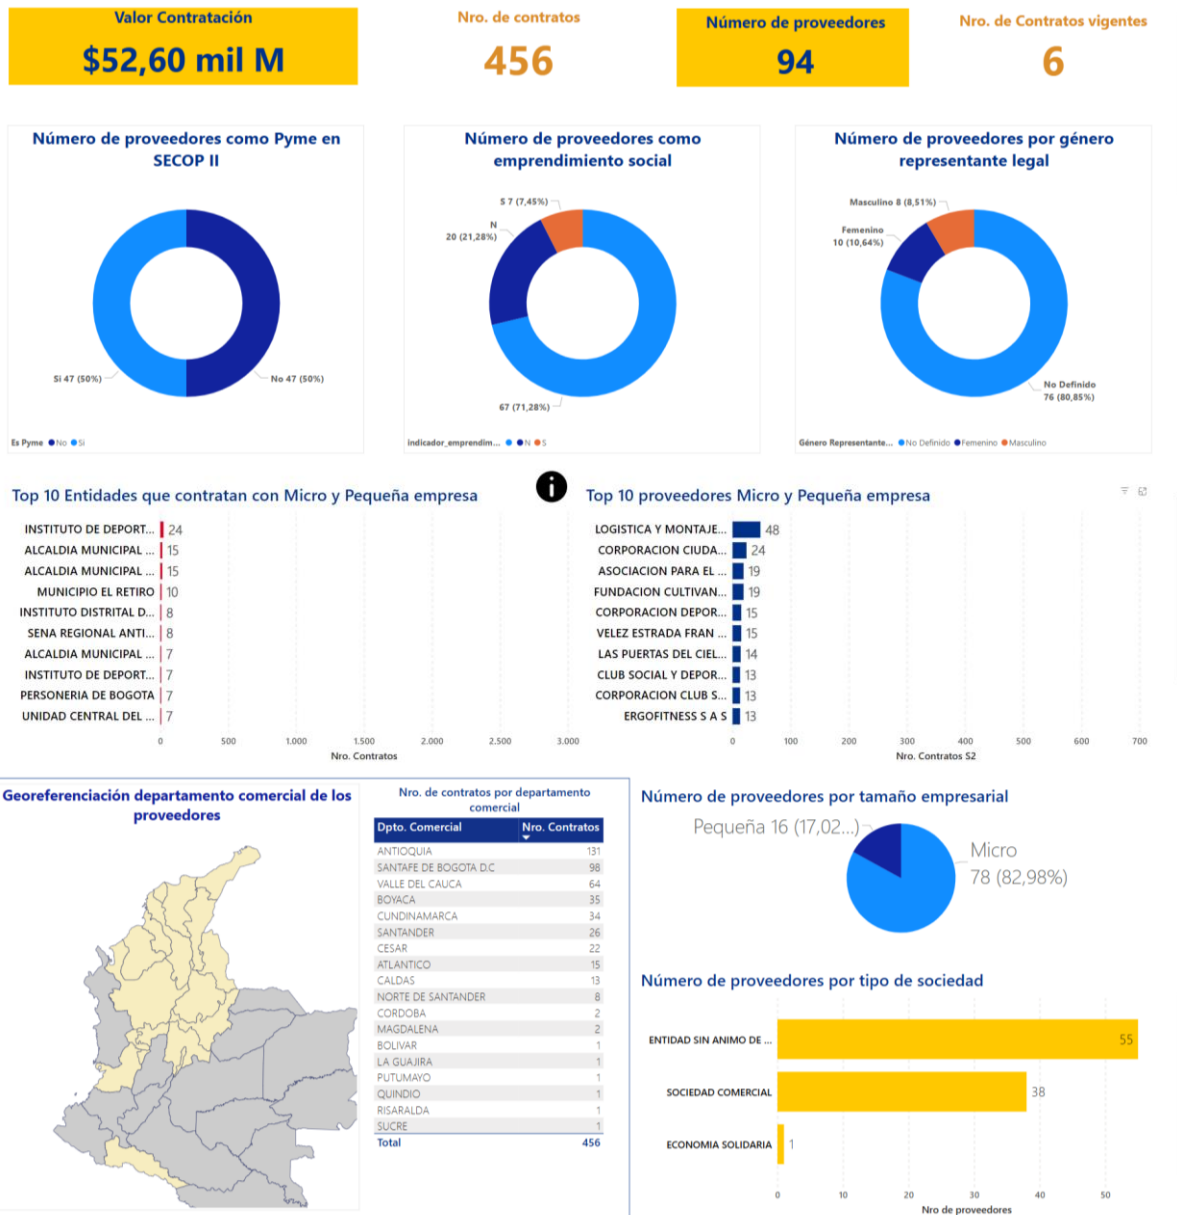 Valor Contratación
$52,60 mil M
Nro. de contratos
456
Número de proveedores
94
Nro. de Contratos vigentes
6
Número de proveedores como Pyme en
SECOP II
Si 47 (50%)
No 47 (50%)
Es Pyme No Si
Número de proveedores como
emprendimiento social
S 7 (7,45%)
N
20 (21,28%)
67 (71,28%)
indicador_emprendim... N S
Número de proveedores por género
representante legal
Masculino 8 (8,51%)
Femenino
10 (10,64%)
No Definido
76 (80,85%)
Género Representante... No Definido Femenino Masculino
Top 10 Entidades que contratan con Micro y Pequeña empresa
INSTITUTO DE DEPORT... 24
ALCALDIA MUNICIPAL ... 15
ALCALDIA MUNICIPAL ... 15
MUNICIPIO EL RETIRO 10
INSTITUTO DISTRITAL D... 8
SENA REGIONAL ANTI... 8
ALCALDIA MUNICIPAL ... 7
INSTITUTO DE DEPORT... 7
PERSONERIA DE BOGOTA 7
UNIDAD CENTRAL DEL ... 7
0 500 1.000 1.500 2.000 2.500 3.000
Nro. Contratos
i
Top 10 proveedores Micro y Pequeña empresa
LOGISTICA Y MONTAJE... 48
CORPORACION CIUDA... 24
ASOCIACION PARA EL ... 19
FUNDACION CULTIVAN... 19
CORPORACION DEPOR... 15
VELEZ ESTRADA FRAN ... 15
LAS PUERTAS DEL CIEL... 14
CLUB SOCIAL Y DEPOR... 13
CORPORACION CLUB S... 13
ERGOFITNESS S A S 13
0 100 200 300 400 500 600 700
Nro. Contratos S2
Georeferenciación departamento comercial de los
proveedores
Nro. de contratos por departamento
comercial
Dpto. Comercial Nro. Contratos
ANTIOQUIA 131
SANTAFE DE BOGOTA D.C 98
VALLE DEL CAUCA 64
BOYACA 35
CUNDINAMARCA 34
SANTANDER 26
CESAR 22
ATLANTICO 15
CALDAS 13
NORTE DE SANTANDER 8
CORDOBA 2
MAGDALENA 2
BOLIVAR 1
LA GUAJIRA 1
PUTUMAYO 1
QUINDIO 1
RISARALDA 1
SUCRE 1
Total 456
Número de proveedores por tamaño empresarial
Pequeña 16 (17,02...)
Micro
78 (82,98%)
Número de proveedores por tipo de sociedad
ENTIDAD SIN ANIMO DE ... 55
SOCIEDAD COMERCIAL 38
ECONOMIA SOLIDARIA 1
0 10 20 30 40 50
Nro de proveedores